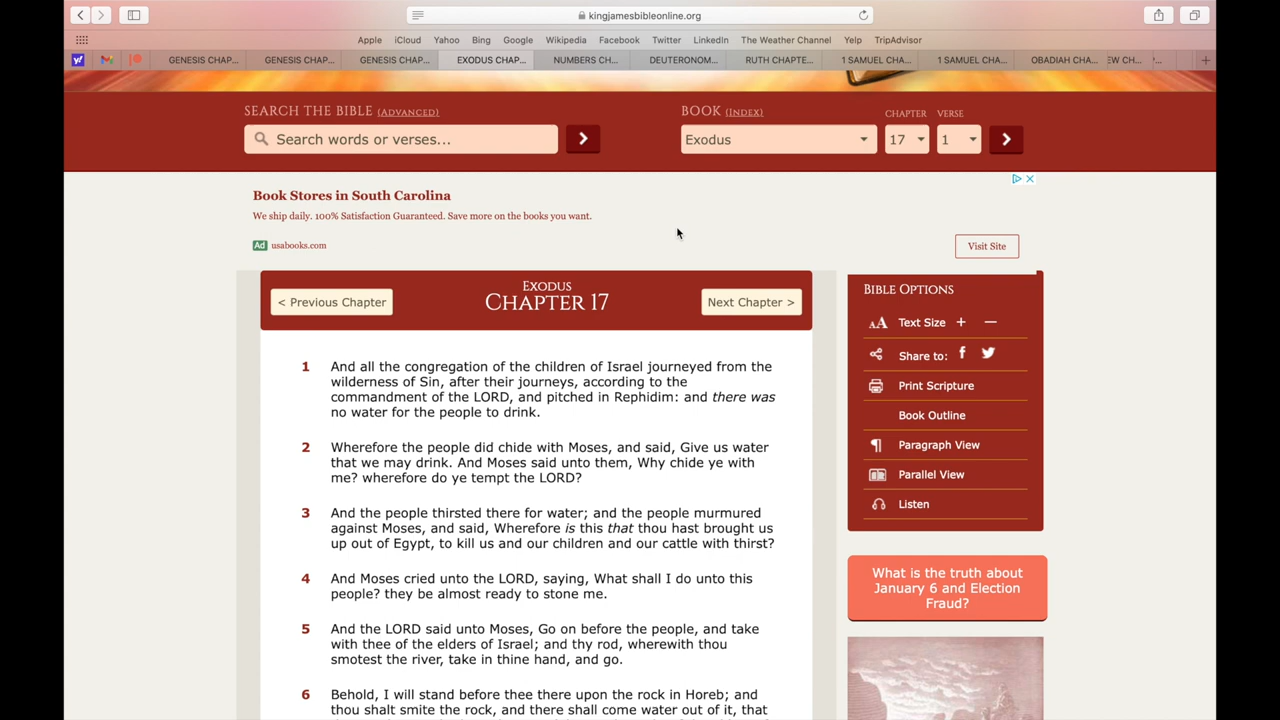 kingjamesbibleonline.org
Apple iCloud Yahoo Bing Google Wikipedia Facebook Twitter LinkedIn The Weather Channel Yelp TripAdvisor
GENESIS CHAP... GENESIS CHAP... GENESIS CHAP... EXODUS CHAP... NUMBERS CH... DEUTERONOM... RUTH CHAPTE... 1 SAMUEL CHA... 1 SAMUEL CHA... OBADIAH CHA... EW CH...
SEARCH THE BIBLE (ADVANCED) BOOK (INDEX) CHAPTER VERSE
Search words or verses... Exodus 17 1
Book Stores in South Carolina
We ship daily. 100% Satisfaction Guaranteed. Save more on the books you want.
Ad usabooks.com Visit Site
EXODUS
< Previous Chapter CHAPTER 17 Next Chapter >
1 And all the congregation of the children of Israel journeyed from the
wilderness of Sin, after their journeys, according to the
commandment of the LORD, and pitched in Rephidim: and there was
no water for the people to drink.
2 Wherefore the people did chide with Moses, and said, Give us water
that we may drink. And Moses said unto them, Why chide ye with
me? wherefore do ye tempt the LORD?
3 And the people thirsted there for water; and the people murmured
against Moses, and said, Wherefore is this that thou hast brought us
up out of Egypt, to kill us and our children and our cattle with thirst?
4 And Moses cried unto the LORD, saying, What shall I do unto this
people? they be almost ready to stone me.
5 And the LORD said unto Moses, Go on before the people, and take
with thee of the elders of Israel; and thy rod, wherewith thou
smotest the river, take in thine hand, and go.
6 Behold, I will stand before thee there upon the rock in Horeb; and
thou shalt smite the rock, and there shall come water out of it, that
BIBLE OPTIONS
Text Size + —
Share to:
Print Scripture
Book Outline
Paragraph View
Parallel View
Listen
What is the truth about
January 6 and Election
Fraud?